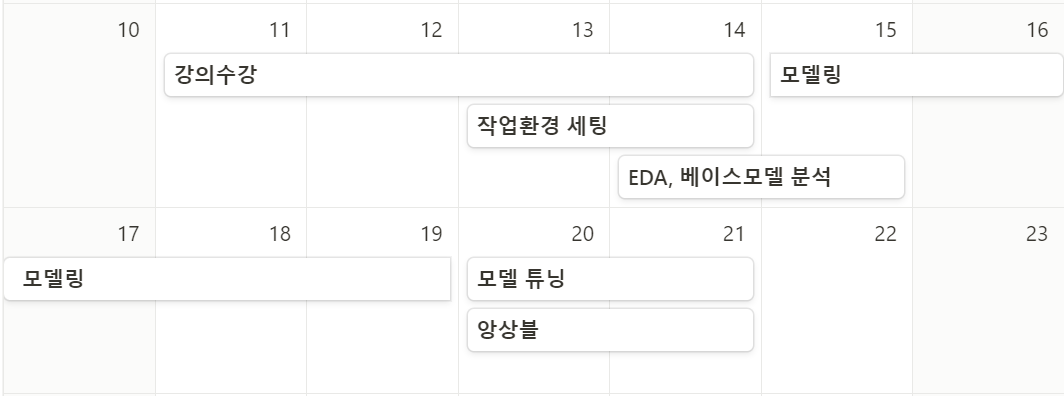 10 11 12 13 14 15 16
강의수강 모델링
작업환경 세팅
EDA, 베이스모델 분석
17 18 19 20 21 22 23
모델링 모델 튜닝
앙상블